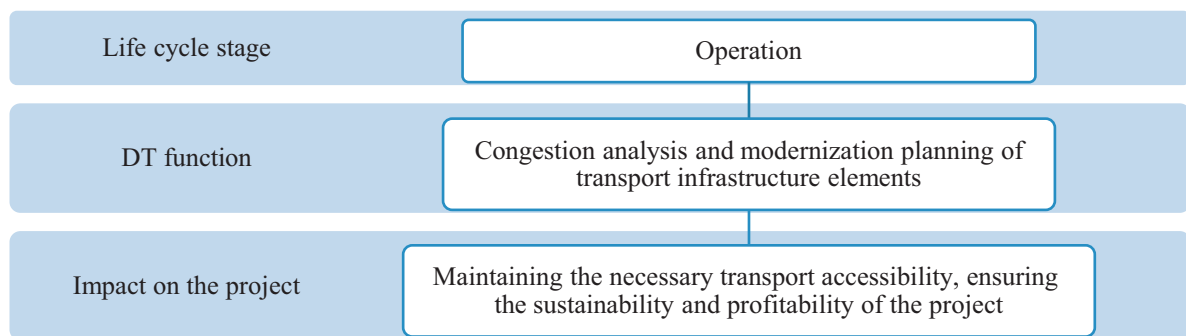 Life cycle stage
Operation
DT function
Congestion analysis and modernization planning of
transport infrastructure elements
Impact on the project
Maintaining the necessary transport accessibility, ensuring
the sustainability and profitability of the project